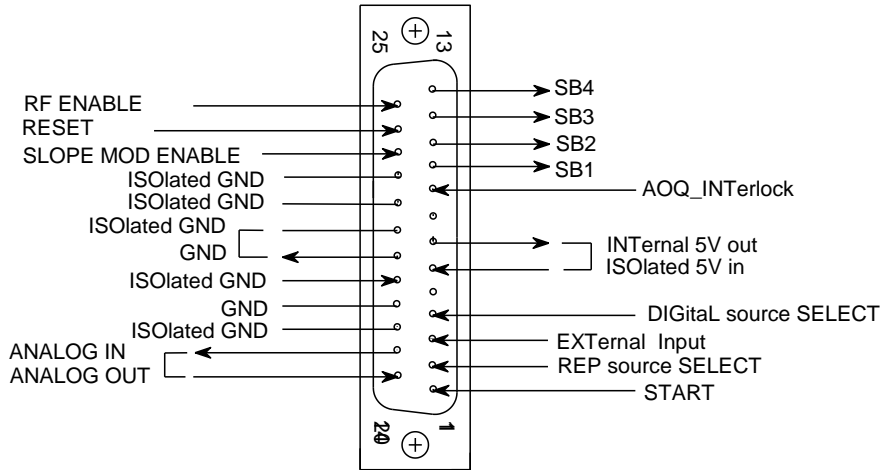 25
13
RF ENABLE
RESET
SLOPE MOD ENABLE
ISOlated GND
ISOlated GND
ISOlated GND
GND
ISOlated GND
GND
ISOlated GND
ANALOG IN
ANALOG OUT
SB4
SB3
SB2
SB1
AOQ_INTerlock
INTernal 5V out
ISOlated 5V in
DIGitaL source SELECT
EXTernal Input
REP source SELECT
START
1